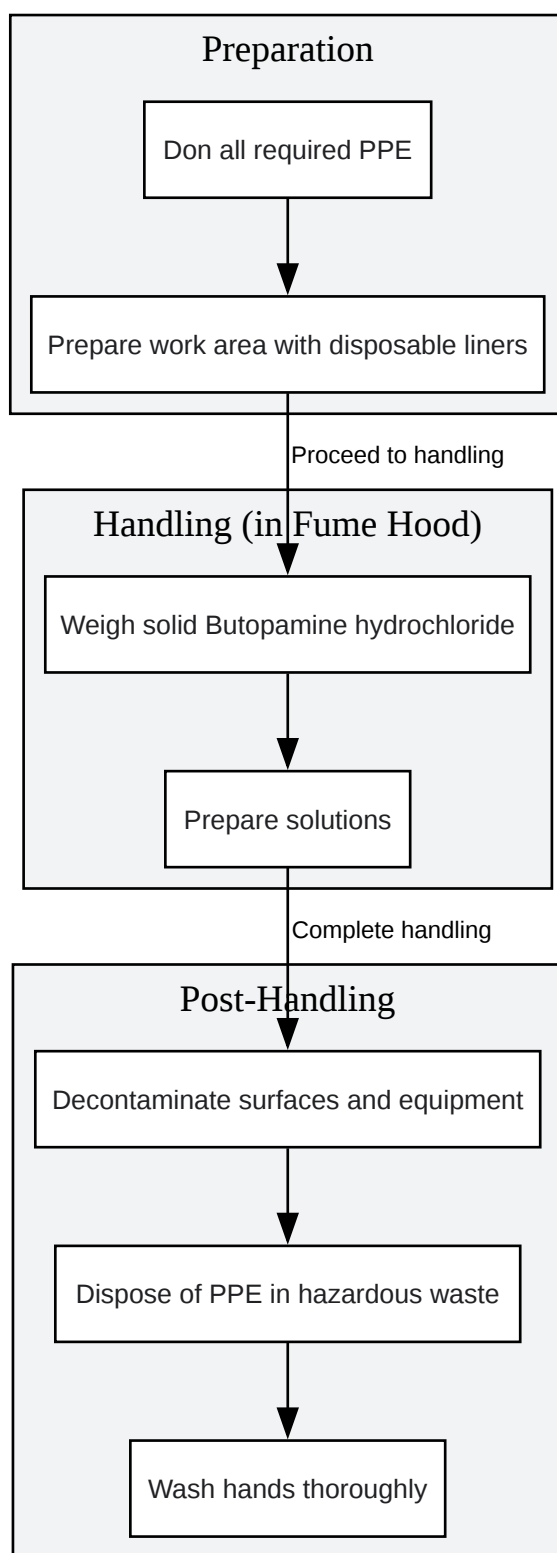 Preparation
Don all required PPE
Prepare work area with disposable liners
Proceed to handling
Handling (in Fume Hood)
Weigh solid Butopamine hydrochloride
Prepare solutions
Complete handling
Post-Handling
Decontaminate surfaces and equipment
Dispose of PPE in hazardous waste
Wash hands thoroughly